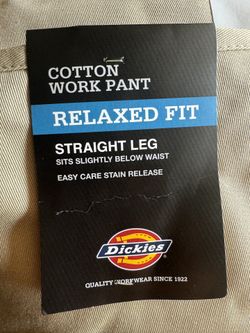 COTTON
WORK PANT
RELAXED FIT
STRAIGHT LEG
SITS SLIGHTLY BELOW WAIST
EASY CARE STAIN RELEASE
Dickies
QUALITY WORKWEAR SINCE 1922